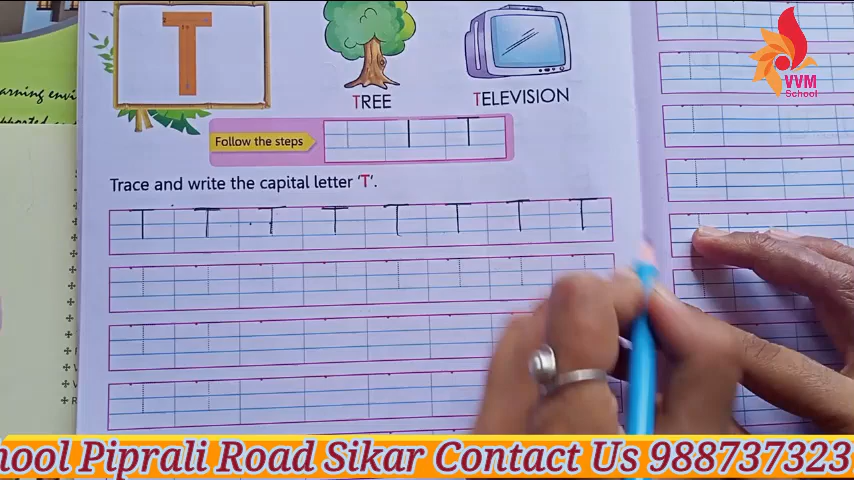 T
TREE
TELEVISION
VVM
School
Follow the steps
T
Trace and write the capital letter 'T'.
T T T T T T T T
hool Piprali Road Sikar Contact Us 988737323